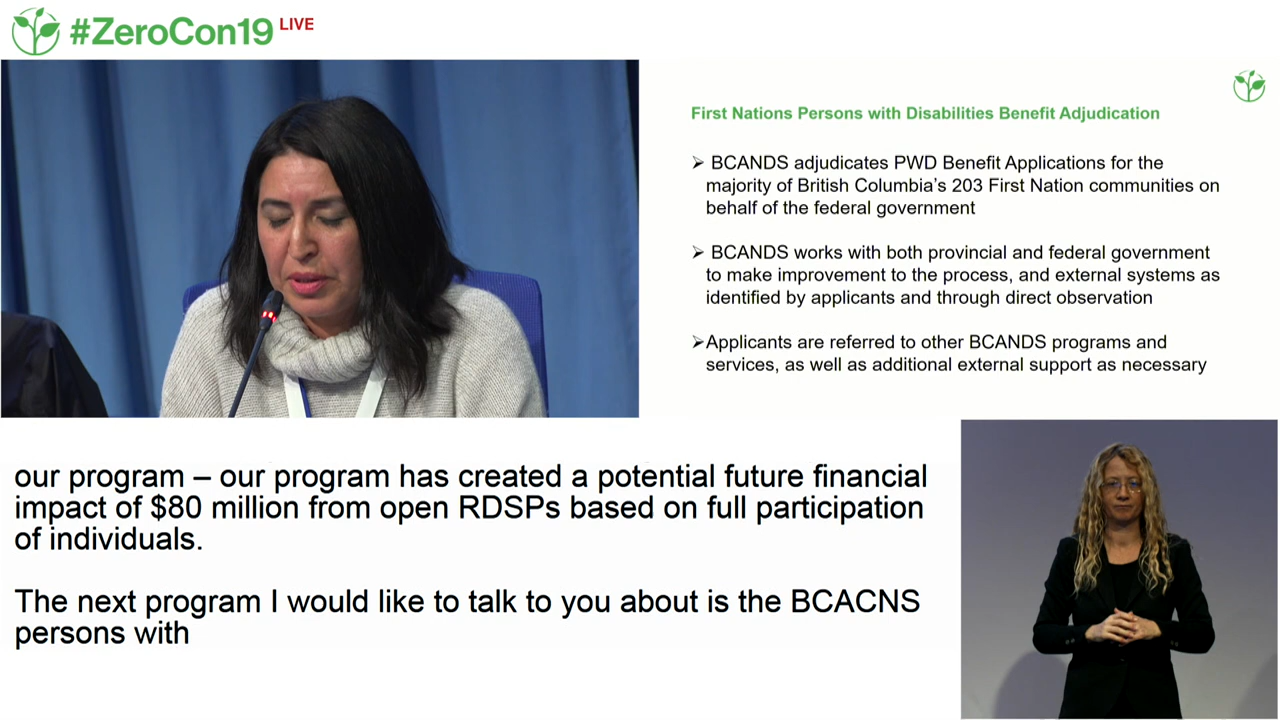 #ZeroCon19 LIVE
First Nations Persons with Disabilities Benefit Adjudication
➢ BCANDS adjudicates PWD Benefit Applications for the
majority of British Columbia's 203 First Nation communities on
behalf of the federal government
➢ BCANDS works with both provincial and federal government
to make improvement to the process, and external systems as
identified by applicants and through direct observation
➢Applicants are referred to other BCANDS programs and
services, as well as additional external support as necessary
our program – our program has created a potential future financial
impact of $80 million from open RDSPs based on full participation
of individuals.
The next program I would like to talk to you about is the BCACNS
persons with